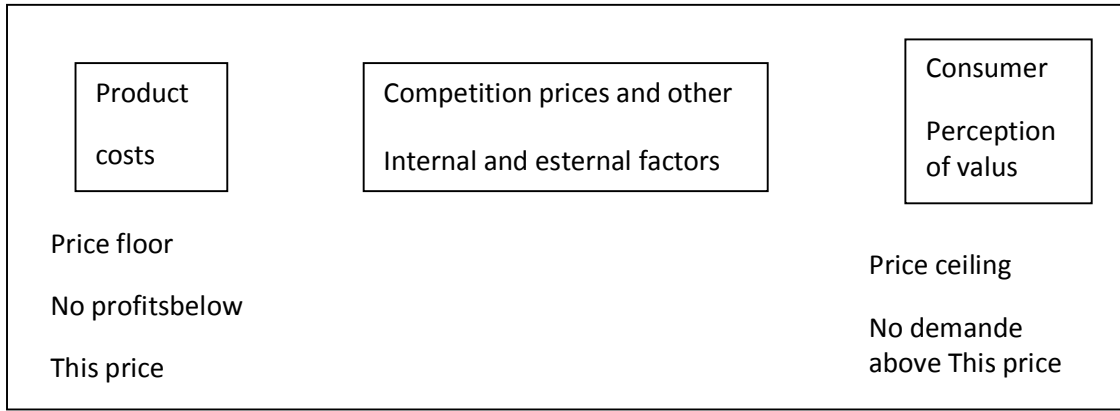 Product
costs
Competition prices and other
Internal and esternal factors
Consumer
Perception
of valus
Price floor
No profitsbelow
This price
Price ceiling
No demande
above This price